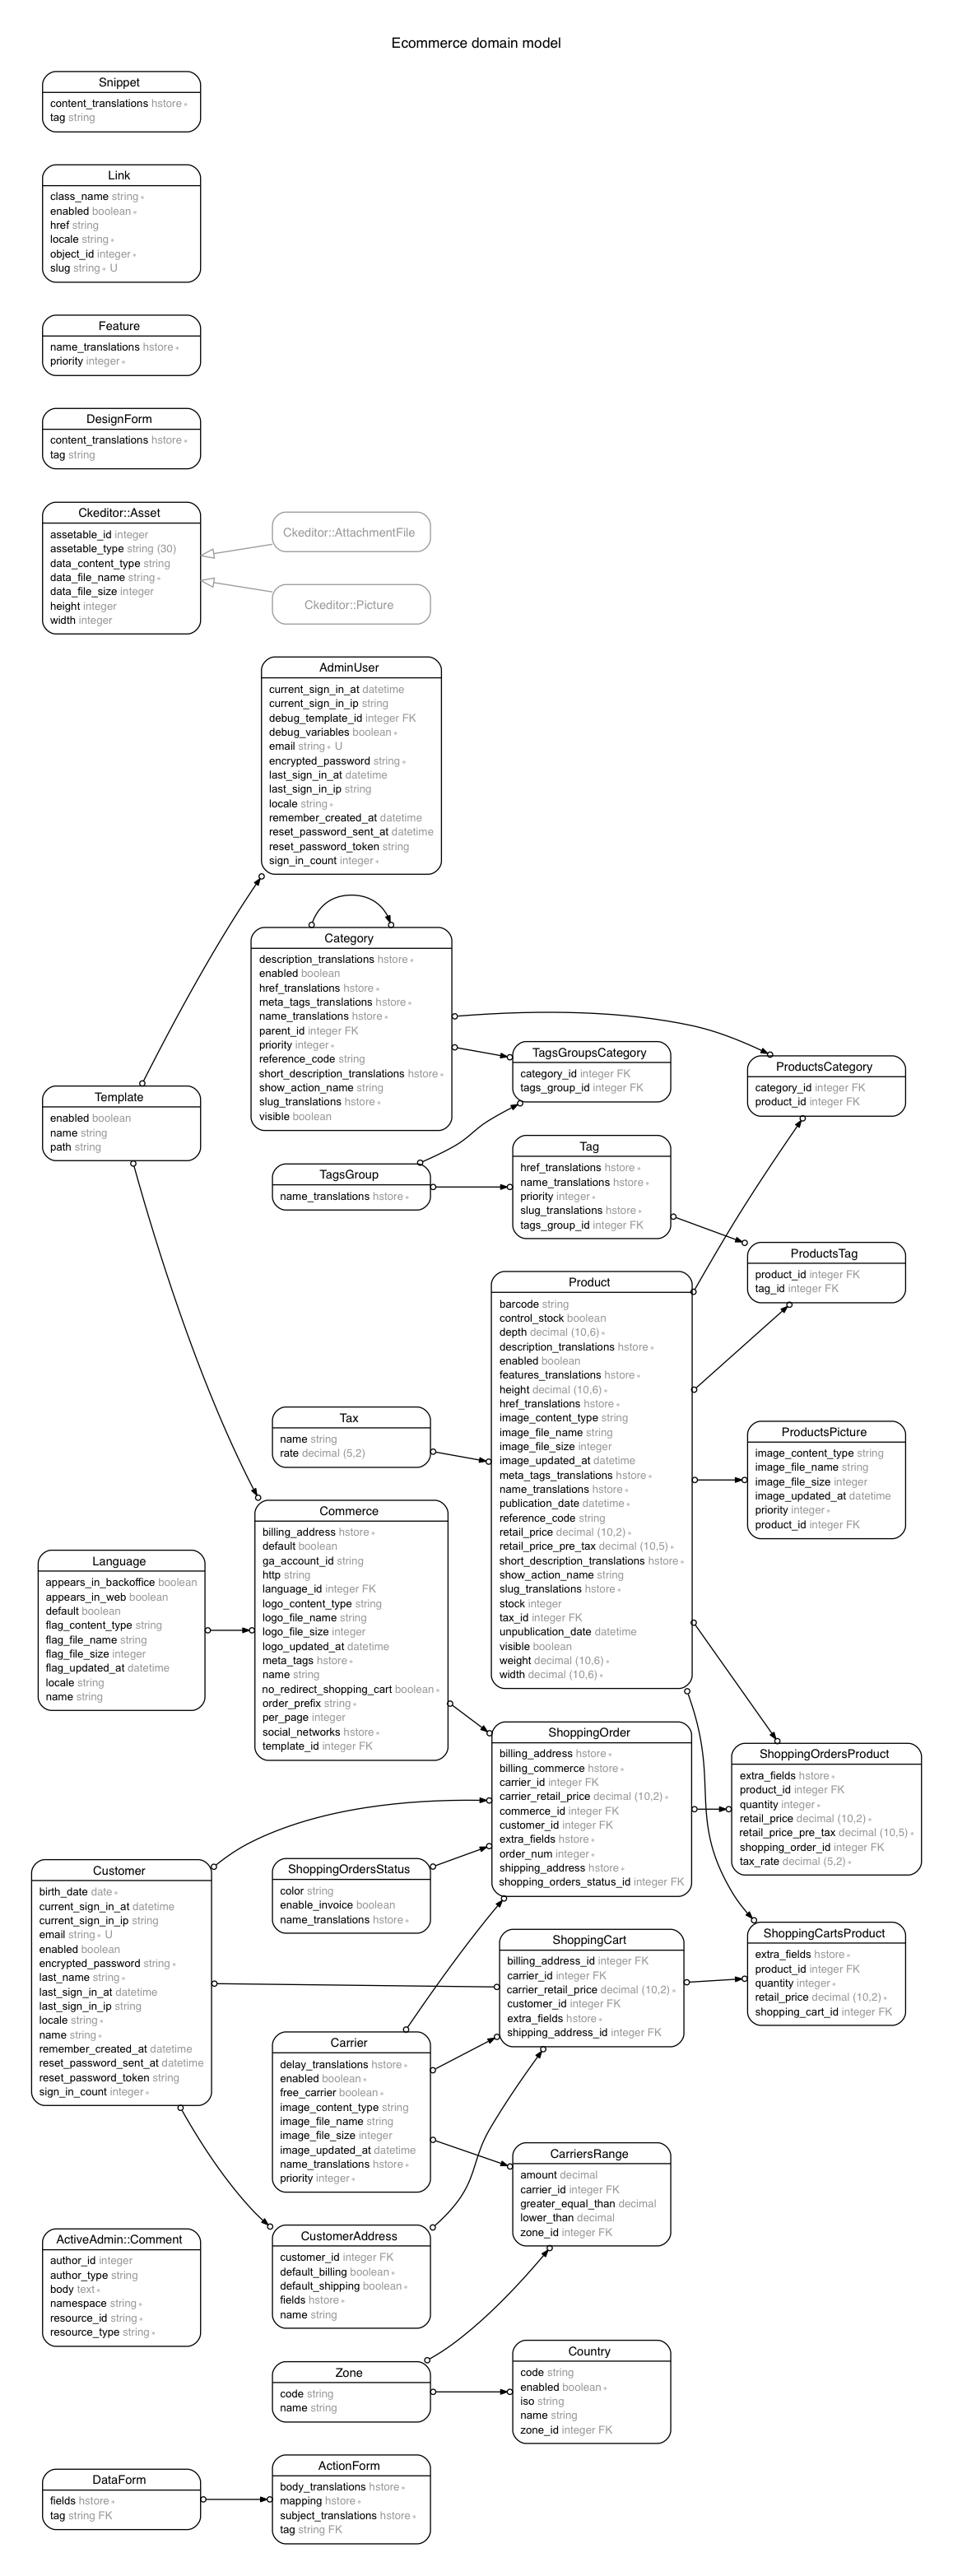 Ecommerce domain model
Snippet
content_translations hstore *
tag string
Link
class_name string *
enabled boolean *
href string
locale string *
object_id integer *
slug string * U
Feature
name_translations hstore *
priority integer *
DesignForm
content_translations hstore *
tag string
Ckeditor::Asset
assetable_id integer
assetable_type string (30)
data_content_type string
data_file_name string *
data_file_size integer
height integer
width integer
Ckeditor::AttachmentFile
Ckeditor::Picture
AdminUser
current_sign_in_at datetime
current_sign_in_ip string
debug_template_id integer FK
debug_variables boolean *
email string * U
encrypted_password string *
last_sign_in_at datetime
last_sign_in_ip string
locale string *
remember_created_at datetime
reset_password_sent_at datetime
reset_password_token string
sign_in_count integer *
Category
description_translations hstore *
enabled boolean
href_translations hstore *
meta_tags_translations hstore *
name_translations hstore *
parent_id integer FK
priority integer *
reference_code string
short_description_translations hstore *
show_action_name string
slug_translations hstore *
visible boolean
TagsGroupsCategory
category_id integer FK
tags_group_id integer FK
ProductsCategory
category_id integer FK
product_id integer FK
Template
enabled boolean
name string
path string
TagsGroup
name_translations hstore *
Tag
href_translations hstore *
name_translations hstore *
priority integer *
slug_translations hstore *
tags_group_id integer FK
ProductsTag
product_id integer FK
tag_id integer FK
Product
barcode string
control_stock boolean
depth decimal (10,6) *
description_translations hstore *
enabled boolean
features_translations hstore *
height decimal (10,6) *
href_translations hstore *
image_content_type string
image_file_name string
image_file_size integer
image_updated_at datetime
meta_tags_translations hstore *
name_translations hstore *
publication_date datetime *
reference_code string
retail_price decimal (10,2) *
retail_price_pre_tax decimal (10,5) *
short_description_translations hstore *
show_action_name string
slug_translations hstore *
stock integer
tax_id integer FK
unpublication_date datetime
visible boolean
weight decimal (10,6) *
width decimal (10,6) *
Tax
name string
rate decimal (5,2)
ProductsPicture
image_content_type string
image_file_name string
image_file_size integer
image_updated_at datetime
priority integer *
product_id integer FK
Commerce
billing_address hstore *
default boolean
ga_account_id string
http string
language_id integer FK
logo_content_type string
logo_file_name string
logo_file_size integer
logo_updated_at datetime
meta_tags hstore *
name string
no_redirect_shopping_cart boolean *
order_prefix string *
per_page integer
social_networks hstore *
template_id integer FK
Language
appears_in_backoffice boolean
appears_in_web boolean
default boolean
flag_content_type string
flag_file_name string
flag_file_size integer
flag_updated_at datetime
locale string
name string
ShoppingOrder
billing_address hstore *
billing_commerce hstore *
carrier_id integer FK
carrier_retail_price decimal (10,2) *
commerce_id integer FK
customer_id integer FK
extra_fields hstore *
order_num integer *
shipping_address hstore *
shopping_orders_status_id integer FK
ShoppingOrdersProduct
extra_fields hstore *
product_id integer FK
quantity integer *
retail_price decimal (10,2) *
retail_price_pre_tax decimal (10,5) *
shopping_order_id integer FK
tax_rate decimal (5,2) *
Customer
birth_date date *
current_sign_in_at datetime
current_sign_in_ip string
email string * U
enabled boolean
encrypted_password string *
last_name string *
last_sign_in_at datetime
last_sign_in_ip string
locale string *
name string *
remember_created_at datetime
reset_password_sent_at datetime
reset_password_token string
sign_in_count integer *
ShoppingOrdersStatus
color string
enable_invoice boolean
name_translations hstore *
ShoppingCart
billing_address_id integer FK
carrier_id integer FK
carrier_retail_price decimal (10,2) *
customer_id integer FK
extra_fields hstore *
shipping_address_id integer FK
ShoppingCartsProduct
extra_fields hstore *
product_id integer FK
quantity integer *
retail_price decimal (10,2) *
shopping_cart_id integer FK
Carrier
delay_translations hstore *
enabled boolean *
free_carrier boolean *
image_content_type string
image_file_name string
image_file_size integer
image_updated_at datetime
name_translations hstore *
priority integer *
CarriersRange
amount decimal
carrier_id integer FK
greater_equal_than decimal
lower_than decimal
zone_id integer FK
CustomerAddress
customer_id integer FK
default_billing boolean *
default_shipping boolean *
fields hstore *
name string
ActiveAdmin::Comment
author_id integer
author_type string
body text *
namespace string *
resource_id string *
resource_type string *
Zone
code string
name string
Country
code string
enabled boolean *
iso string
name string
zone_id integer FK
DataForm
fields hstore *
tag string FK
ActionForm
body_translations hstore *
mapping hstore *
subject_translations hstore *
tag string FK